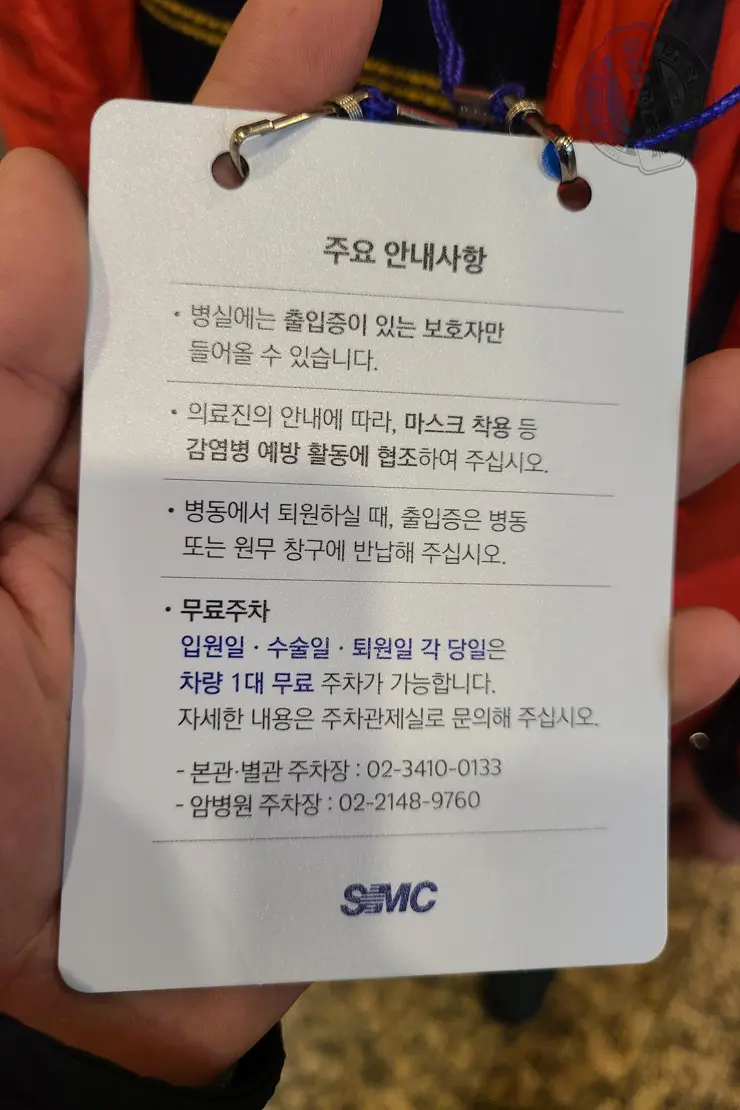 주요 안내사항
• 병실에는 출입증이 있는 보호자만
들어올 수 있습니다.
• 의료진의 안내에 따라, 마스크 착용 등
감염병 예방 활동에 협조하여 주십시오.
• 병동에서 퇴원하실 때, 출입증은 병동
또는 원무 창구에 반납해 주십시오.
• 무료주차
입원일 · 수술일 · 퇴원일 각 당일은
차량 1대 무료 주차가 가능합니다.
자세한 내용은 주차관제실로 문의해 주십시오.
- 본관·별관 주차장 : 02-3410-0133
- 암병원 주차장 : 02-2148-9760
SMC